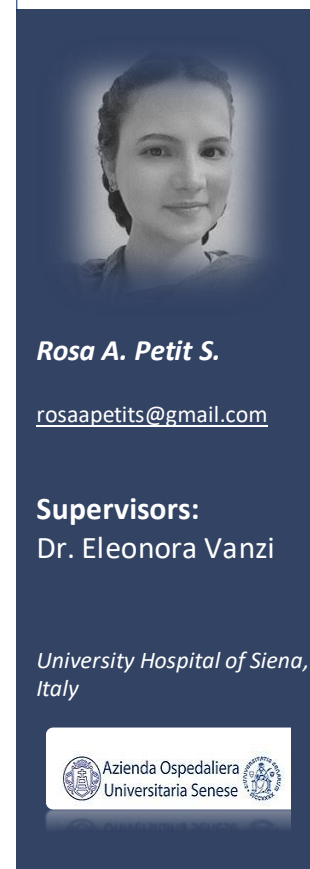 Rosa A. Petit S.
rosaapetits@gmail.com
Supervisors:
Dr. Eleonora Vanzi
University Hospital of Siena,
Italy
Azienda Ospedaliera
Universitaria Senese